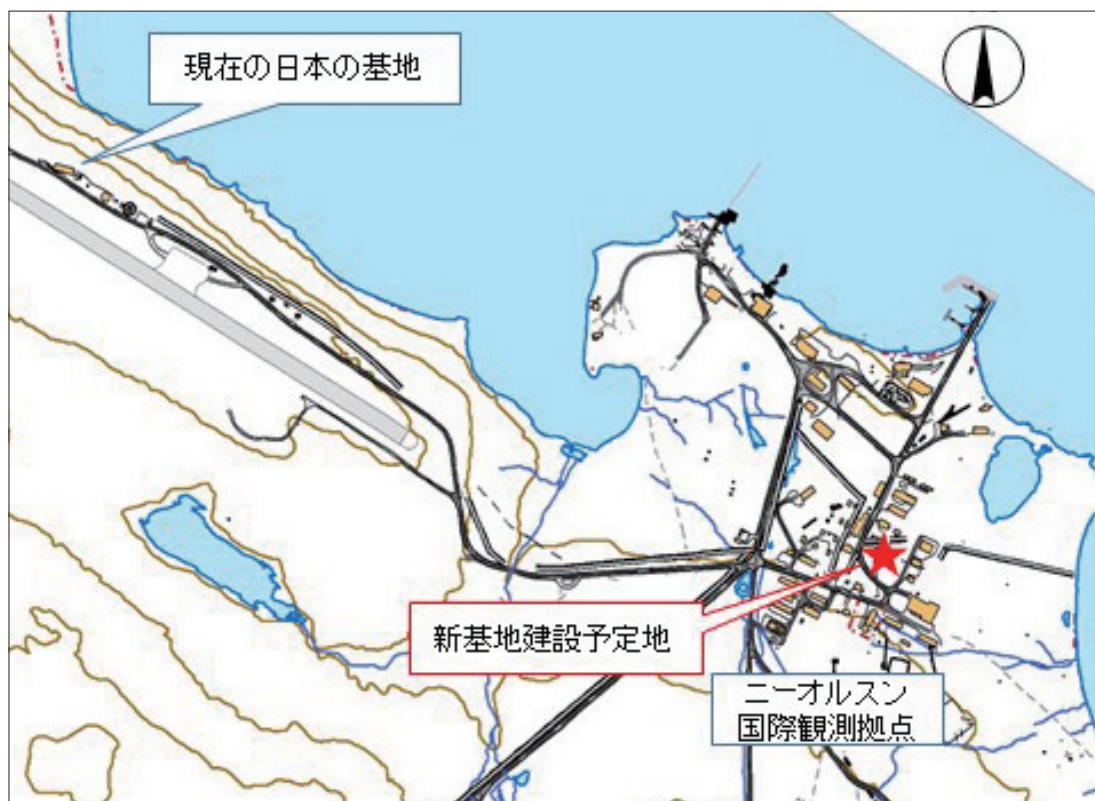 現在の日本の基地
新基地建設予定地
ニーオルスン
国際観測拠点